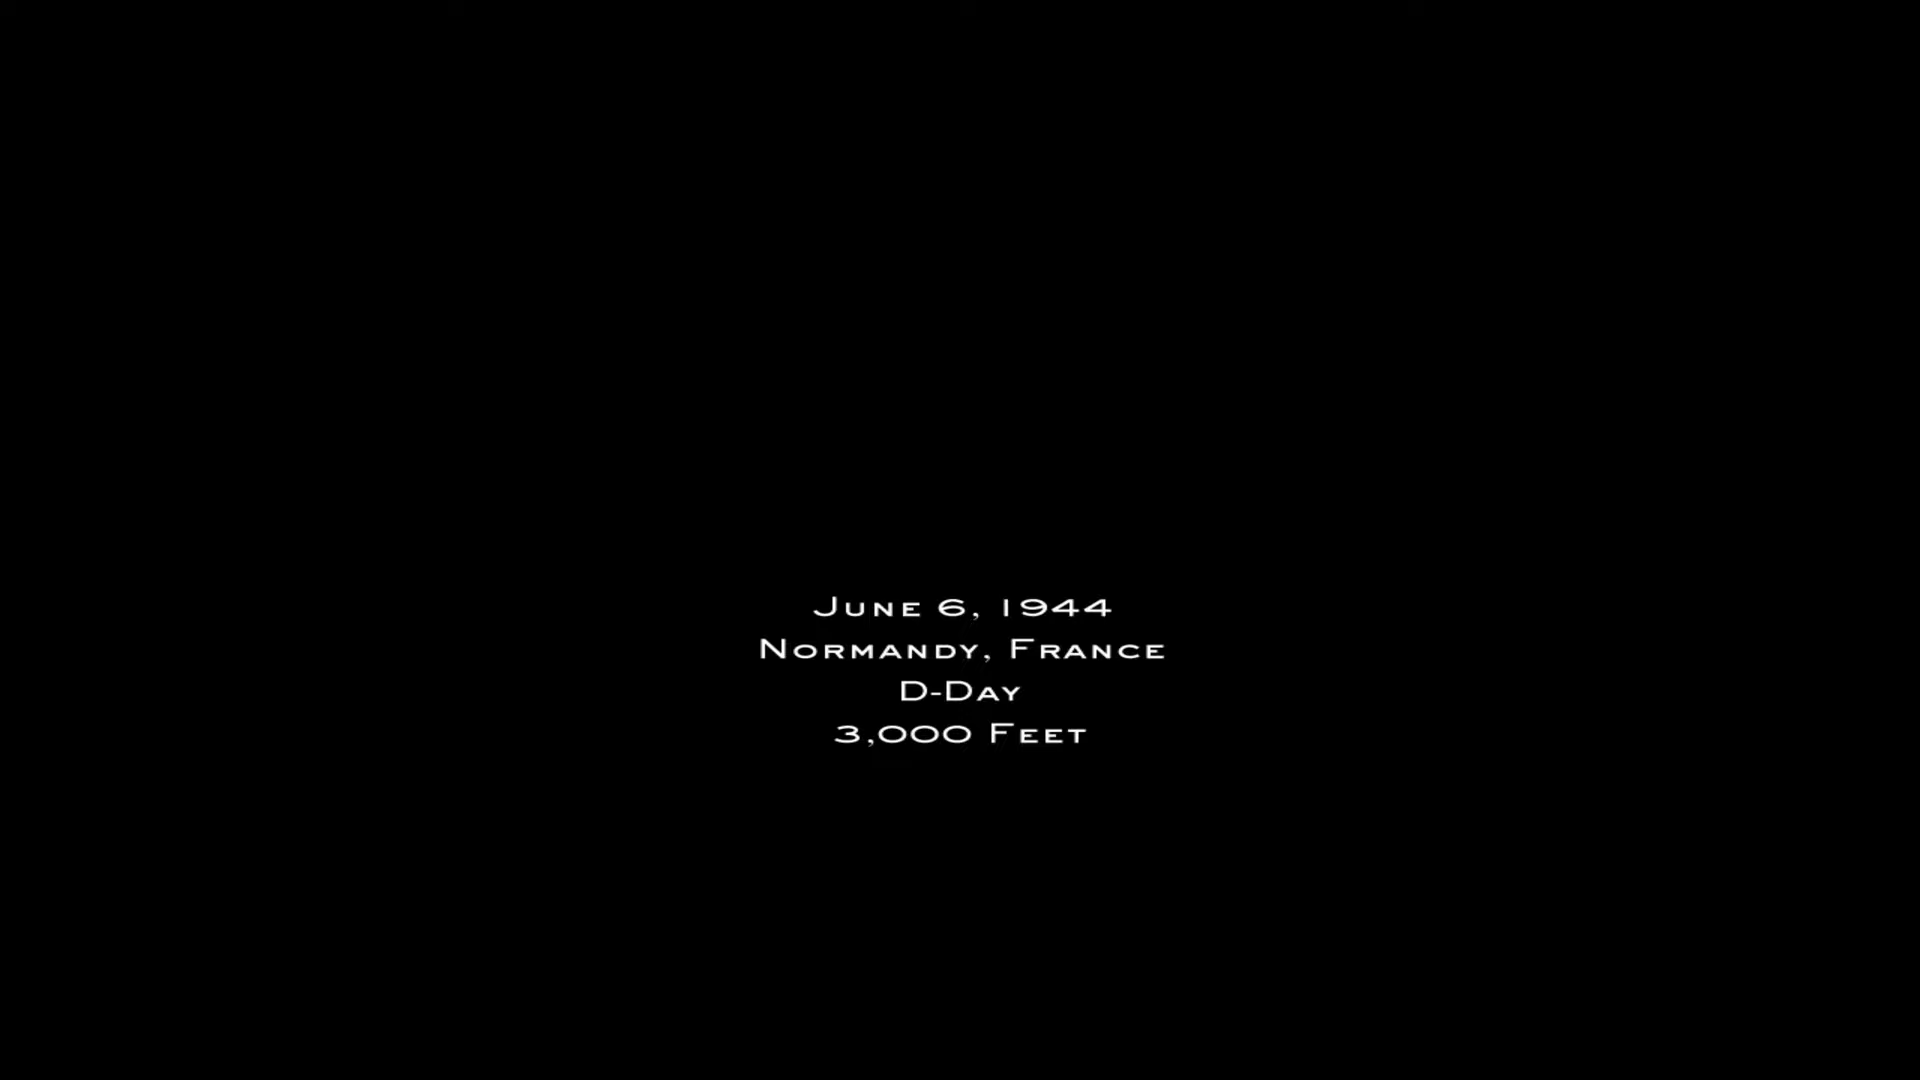 June 6, 1944
Normandy, France
D-Day
3,000 Feet